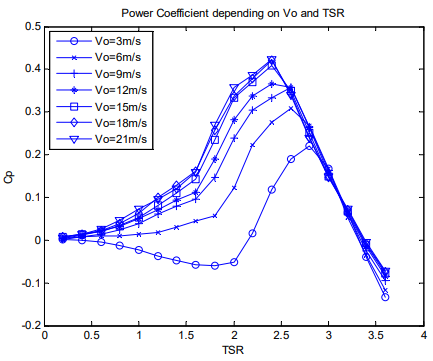 Power Coefficient depending on Vo and TSR
0.5
0.4
0.3
0.2
0.1
0
-0.1
-0.2
Cp
Vo=3m/s
Vo=6m/s
Vo=9m/s
Vo=12m/s
Vo=15m/s
Vo=18m/s
Vo=21m/s
0 0.5 1 1.5 2 2.5 3 3.5 4
TSR